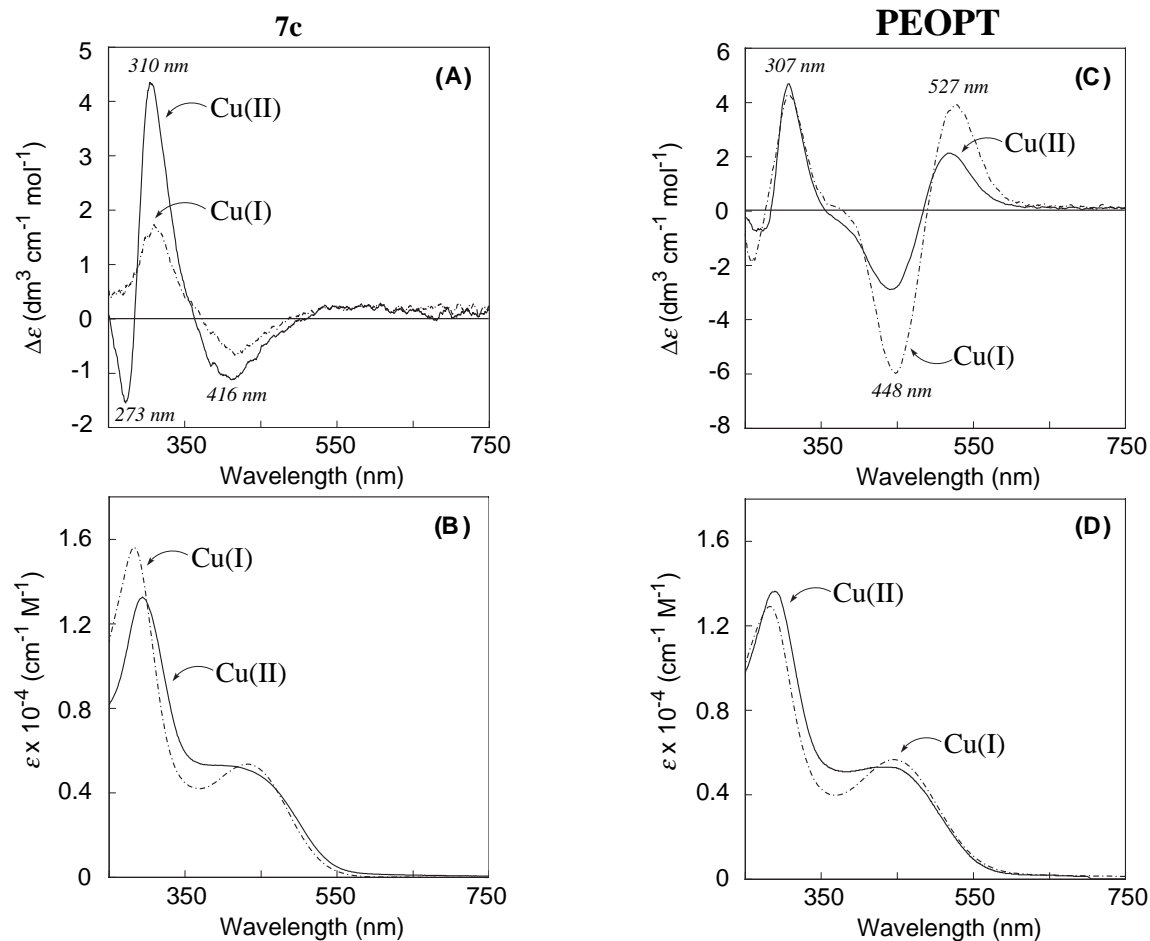 7c
(A)
310 nm
Cu(II)
Cu(I)
416 nm
273 nm
5
4
3
2
1
0
-1
-2
Δε (dm³ cm⁻¹ mol⁻¹)
350
550
750
Wavelength (nm)
PEOPT
(C)
307 nm
527 nm
Cu(II)
Cu(I)
448 nm
6
4
2
0
-2
-4
-6
-8
Δε (dm³ cm⁻¹ mol⁻¹)
350
550
750
Wavelength (nm)
(B)
Cu(I)
Cu(II)
1.6
1.2
0.8
0.4
0
ε x 10⁻⁴ (cm⁻¹ M⁻¹)
350
550
750
Wavelength (nm)
(D)
Cu(II)
Cu(I)
1.6
1.2
0.8
0.4
0
ε x 10⁻⁴ (cm⁻¹ M⁻¹)
350
550
750
Wavelength (nm)